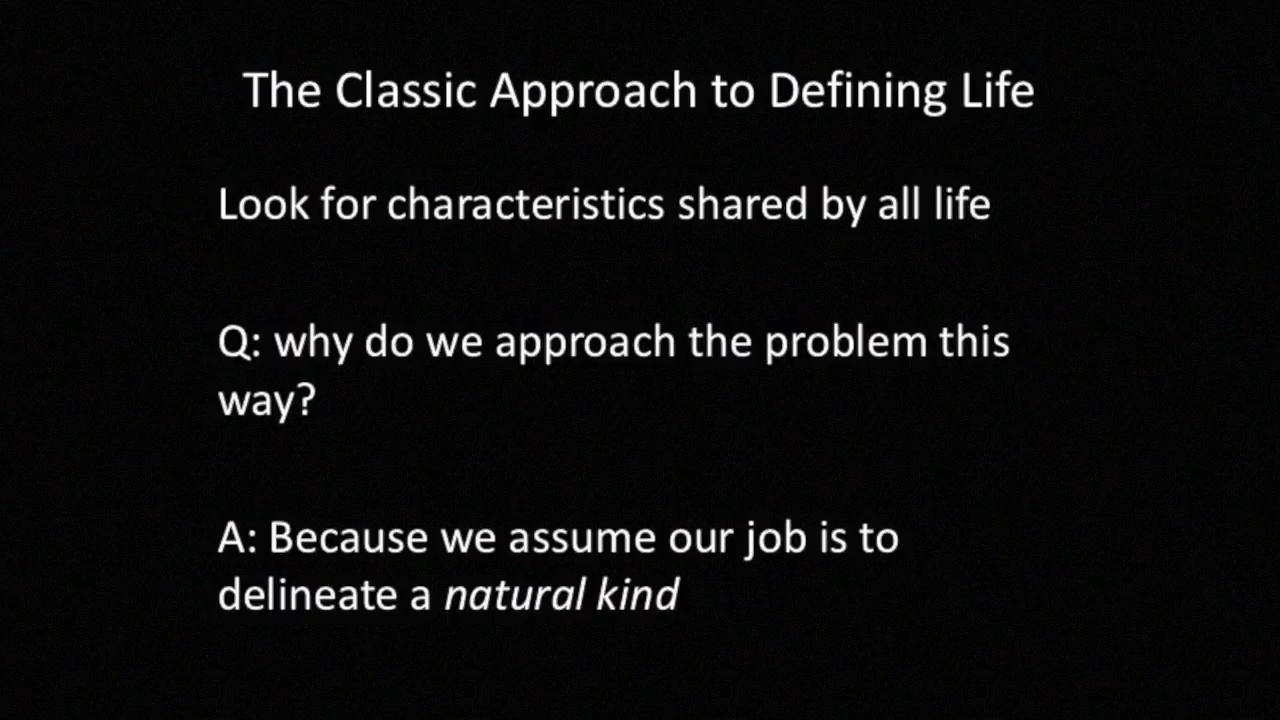 The Classic Approach to Defining Life
Look for characteristics shared by all life
Q: why do we approach the problem this
way?
A: Because we assume our job is to
delineate a natural kind